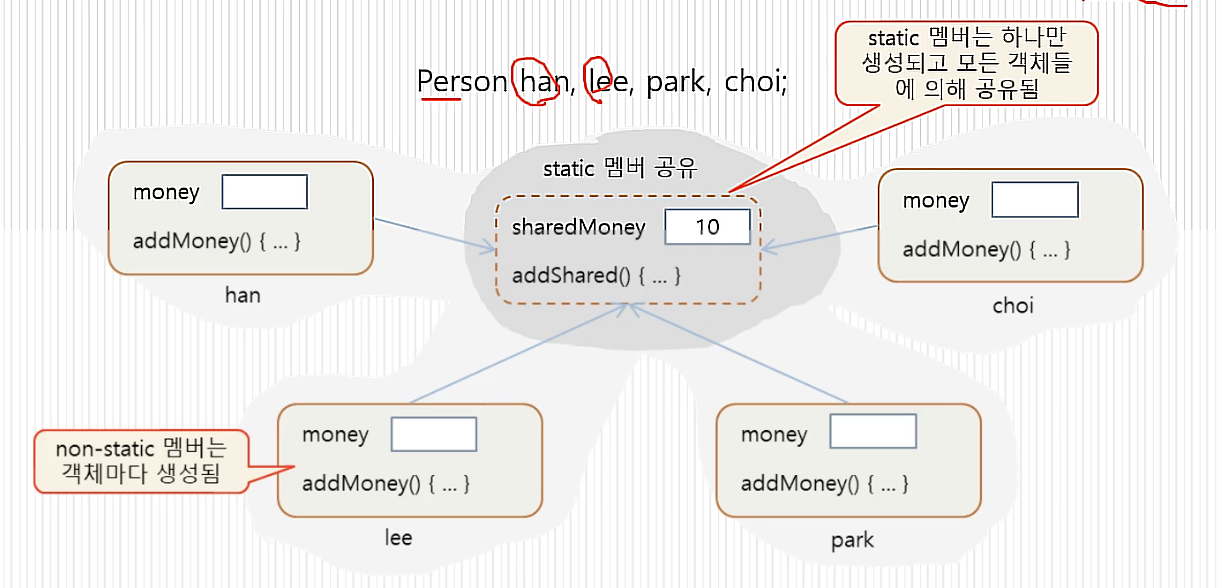 Person han, lee, park, choi;
static 멤버는 하나만
생성되고 모든 객체들
에 의해 공유됨
static 멤버 공유
money
addMoney() { ... }
han
sharedMoney 10
addShared() { ... }
money
addMoney() { ... }
choi
non-static 멤버는
객체마다 생성됨
money
addMoney() { ... }
lee
money
addMoney() { ... }
park